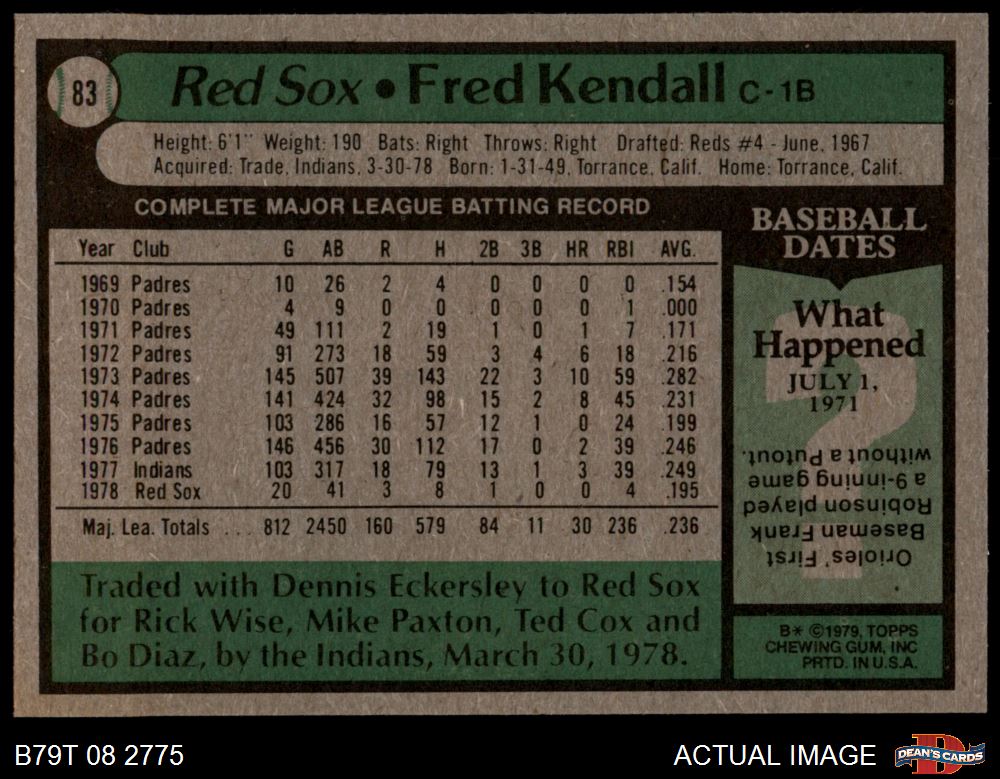 83
Red Sox • Fred Kendall C-1B
Height: 6'1" Weight: 190 Bats: Right Throws: Right Drafted: Reds #4 - June, 1967
Acquired: Trade, Indians, 3-30-78 Born: 1-31-49, Torrance, Calif. Home: Torrance, Calif.
COMPLETE MAJOR LEAGUE BATTING RECORD
Year Club G AB R H 2B 3B HR RBI AVG.
1969 Padres 10 26 2 4 0 0 0 0 .154
1970 Padres 4 9 0 0 0 0 0 1 .000
1971 Padres 49 111 2 19 1 0 1 7 .171
1972 Padres 91 273 18 59 3 4 6 18 .216
1973 Padres 145 507 39 143 22 3 10 59 .282
1974 Padres 141 424 32 98 15 2 8 45 .231
1975 Padres 103 286 16 57 12 1 0 24 .199
1976 Padres 146 456 30 112 17 0 2 39 .246
1977 Indians 103 317 18 79 13 1 3 39 .249
1978 Red Sox 20 41 3 8 1 0 0 4 .195
Maj. Lea. Totals ... 812 2450 160 579 84 11 30 236 .236
Traded with Dennis Eckersley to Red Sox
for Rick Wise, Mike Paxton, Ted Cox and
Bo Diaz, by the Indians, March 30, 1978.
BASEBALL
DATES
What
Happened
JULY 1,
1971
?
Orioles' First
Baseman Frank
Robinson played
a 9-inning game
without a Putout.
B* ©1979, TOPPS
CHEWING GUM, INC
PRTD. IN U.S.A.
B79T 08 2775
ACTUAL IMAGE
DEAN'S CARDS